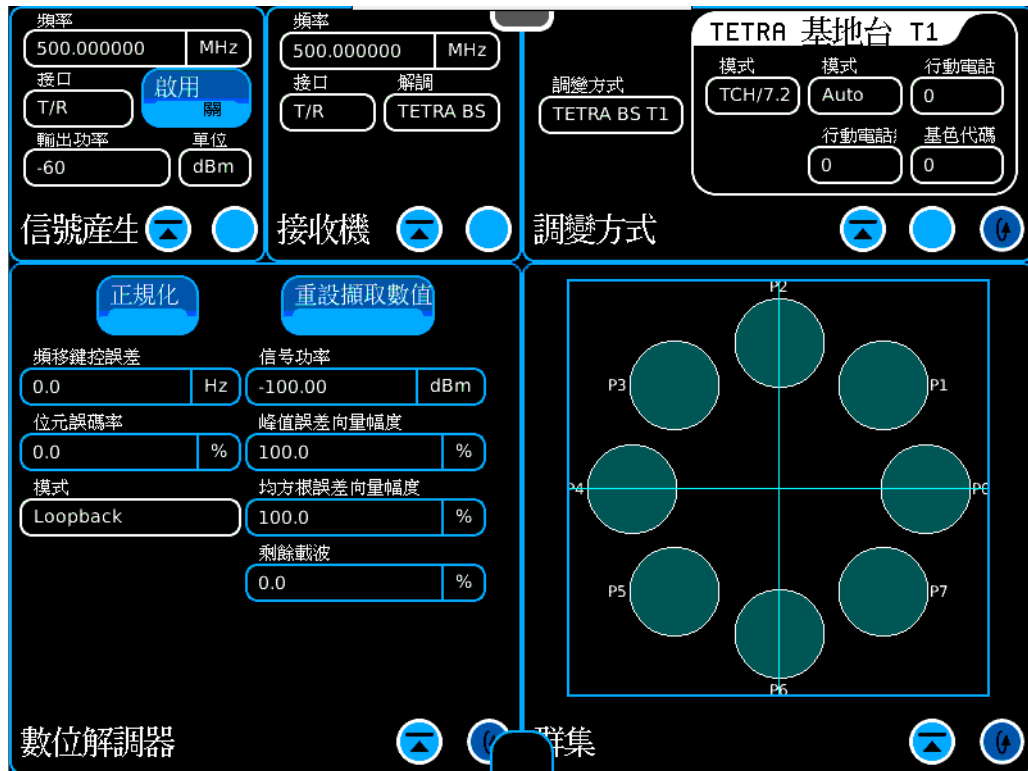 頻率
500.000000 MHz
接口
T/R
啟用
關
輸出功率 單位
-60 dBm
信號産生
頻率
500.000000 MHz
接口 解調
T/R TETRA BS
接收機
調變方式
TETRA BS T1
TETRA 基地台 T1
模式 模式 行動電話
TCH/7.2 Auto 0
行動電話 基色代碼
0 0
調變方式
正規化 重設擷取數值
頻移鍵控誤差 信号功率
0.0 Hz -100.00 dBm
位元誤碼率 峰值誤差向量幅度
0.0 % 100.0 %
模式 均方根誤差向量幅度
Loopback 100.0 %
剩餘載波
0.0 %
數位解調器
P2
P3 P1
P4
P5 P7
P6
群集